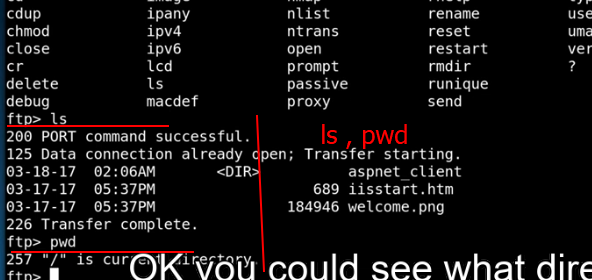 cdup ipany nlist rename use
chmod ipv4 ntrans reset uma
close ipv6 open restart ver
cr lcd prompt rmdir ?
delete ls passive runique
debug macdef proxy send
ftp> ls
200 PORT command successful.
ls , pwd
125 Data connection already open; Transfer starting.
03-18-17 02:06AM <DIR> aspnet_client
03-17-17 05:37PM 689 iisstart.htm
03-17-17 05:37PM 184946 welcome.png
226 Transfer complete.
ftp> pwd
257 "/" is current directory.
OK you could see what dire
ftp>